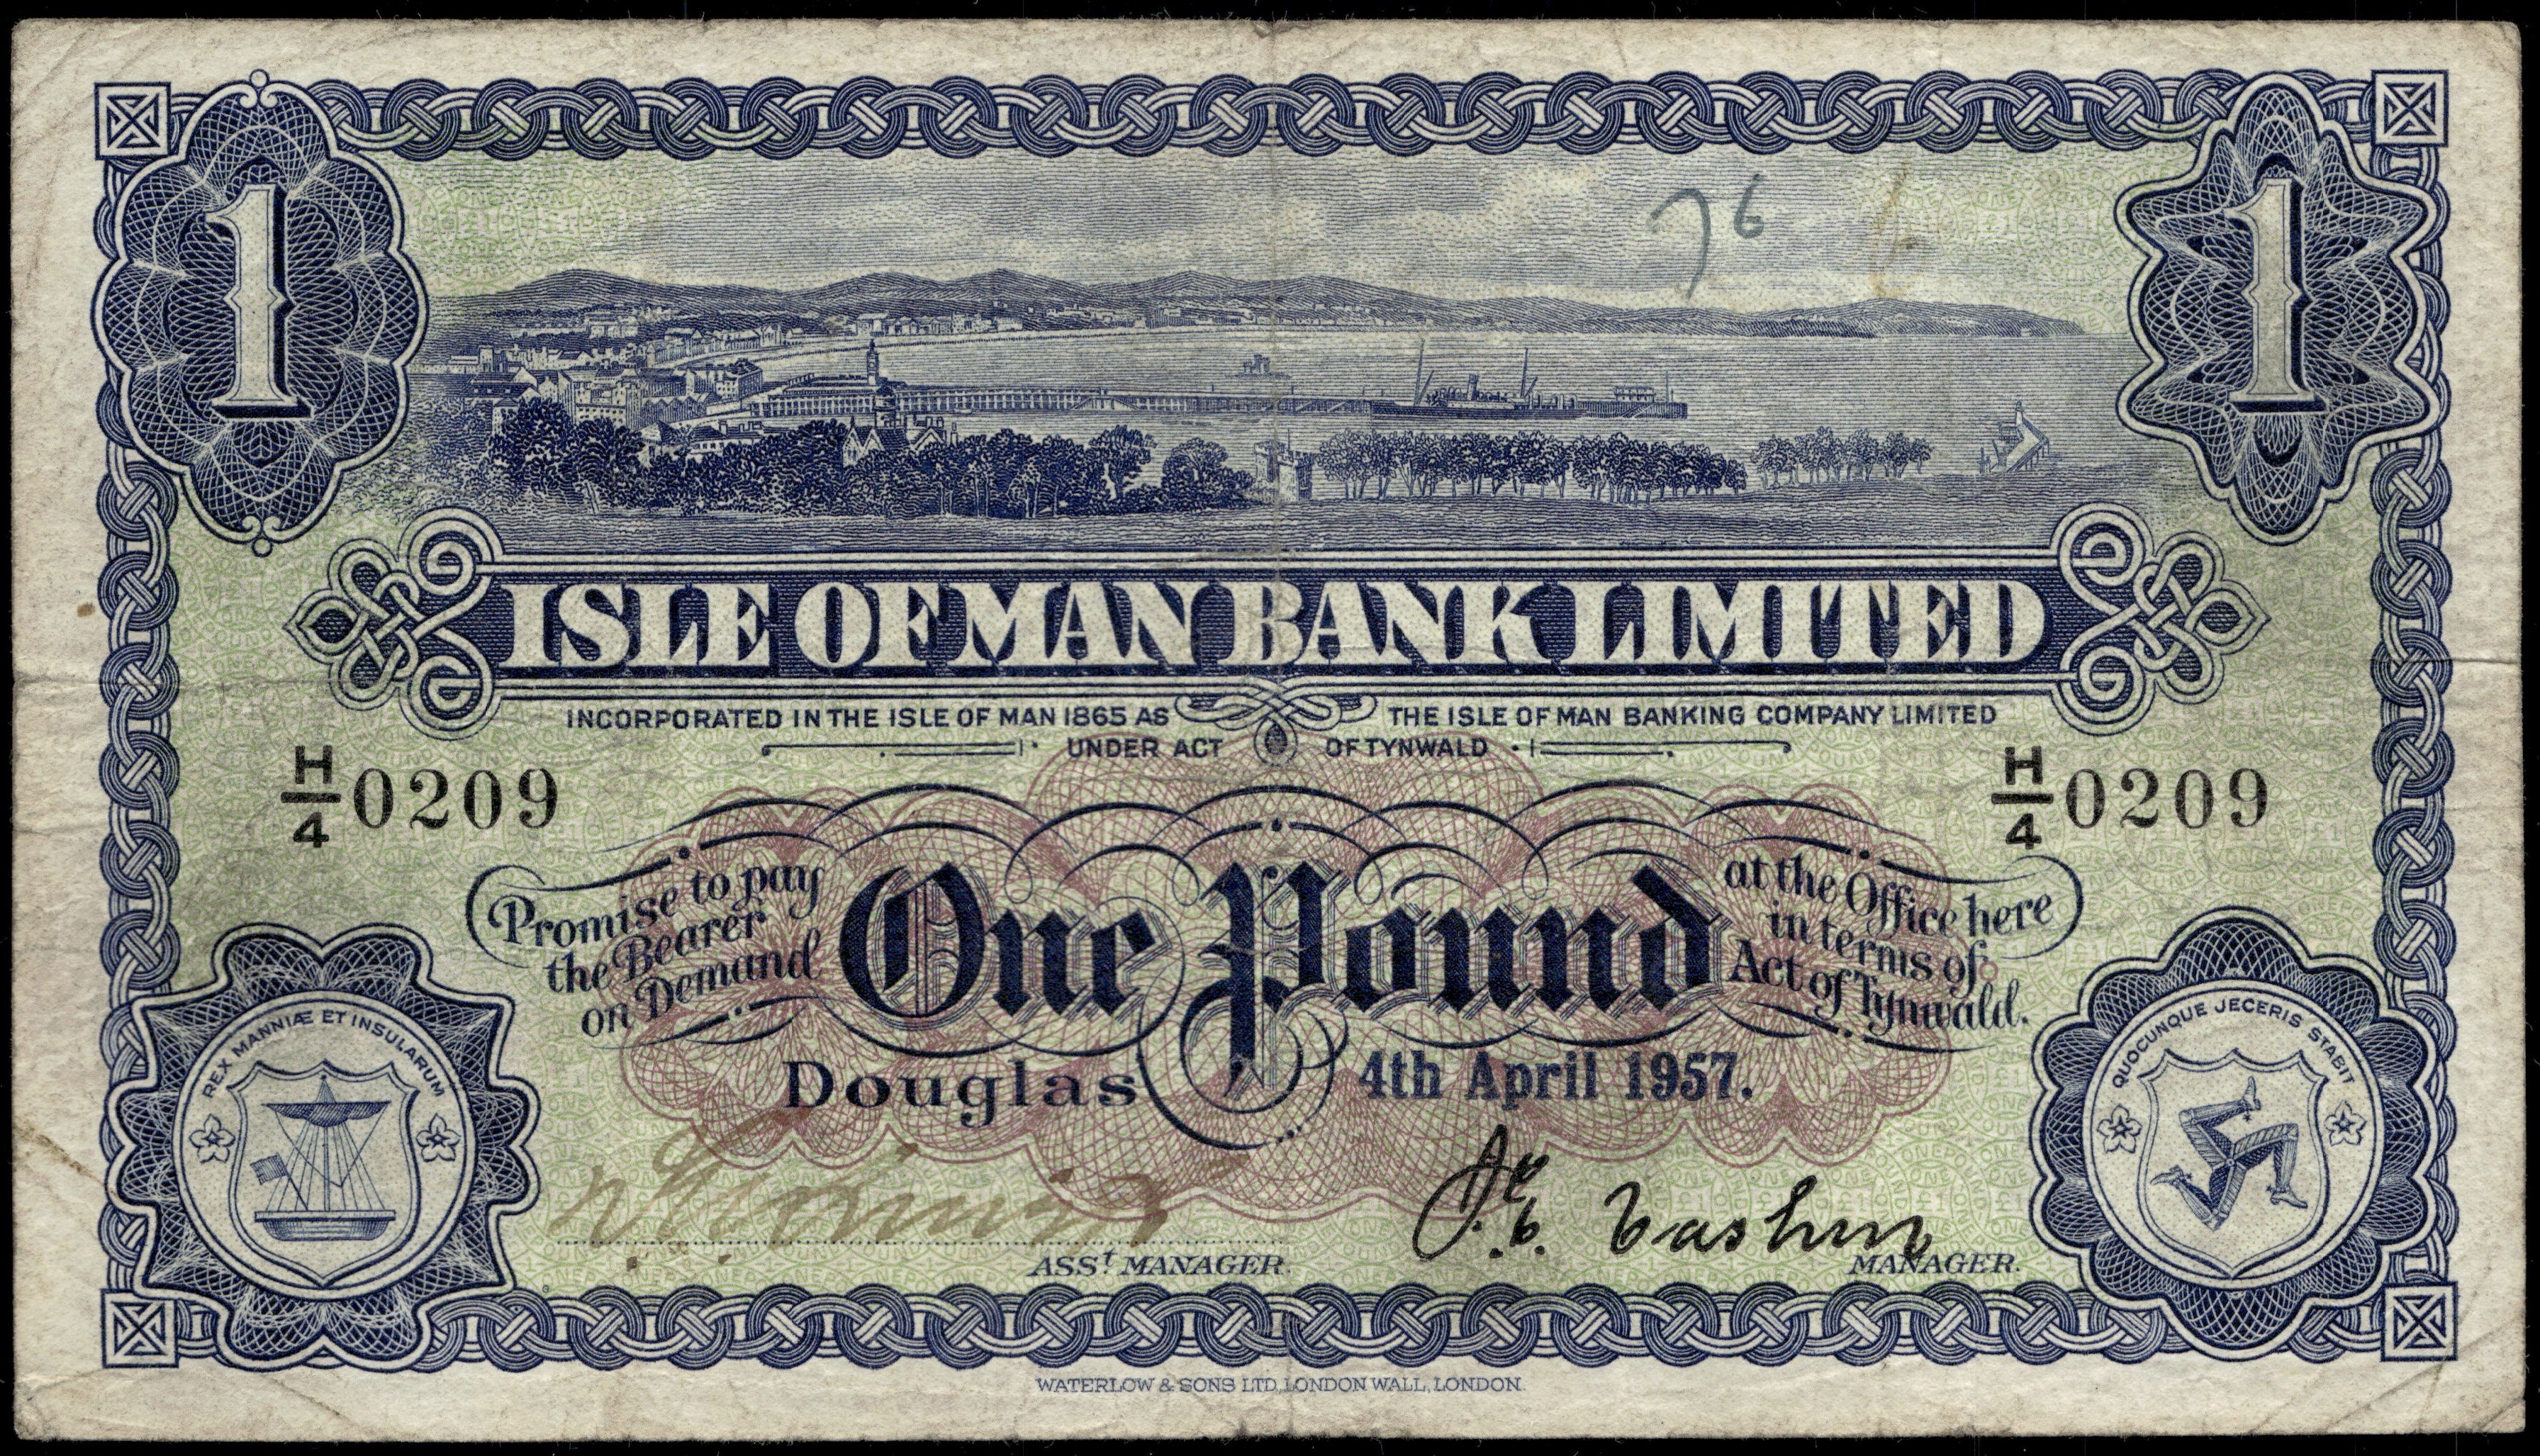 1
1
76
ISLE OF MAN BANK LIMITED
INCORPORATED IN THE ISLE OF MAN 1865 AS THE ISLE OF MAN BANKING COMPANY LIMITED
UNDER ACT OF TYNWALD
H/4 0209
H/4 0209
Promise to pay
the Bearer
on Demand
One Pound
at the Office here
in terms of
Act of Tynwald.
Douglas 4th April 1957.
REX MANNIÆ ET INSULARUM
QUOCUNQUE JECERIS STABIT
ASSt. MANAGER.
MANAGER.
WATERLOW & SONS LTD, LONDON WALL, LONDON.